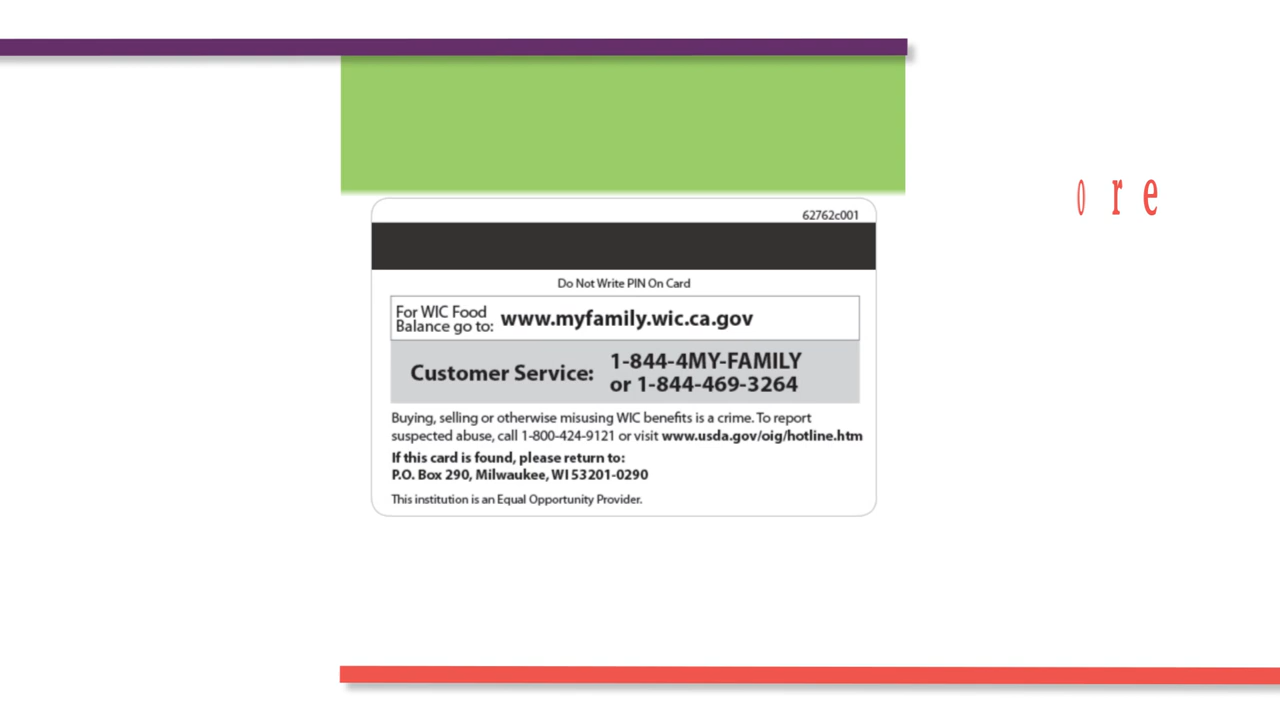 ore
62762c001
Do Not Write PIN On Card
For WIC Food
Balance go to: www.myfamily.wic.ca.gov
Customer Service: 1-844-4MY-FAMILY
or 1-844-469-3264
Buying, selling or otherwise misusing WIC benefits is a crime. To report
suspected abuse, call 1-800-424-9121 or visit www.usda.gov/oig/hotline.htm
If this card is found, please return to:
P.O. Box 290, Milwaukee, WI 53201-0290
This institution is an Equal Opportunity Provider.